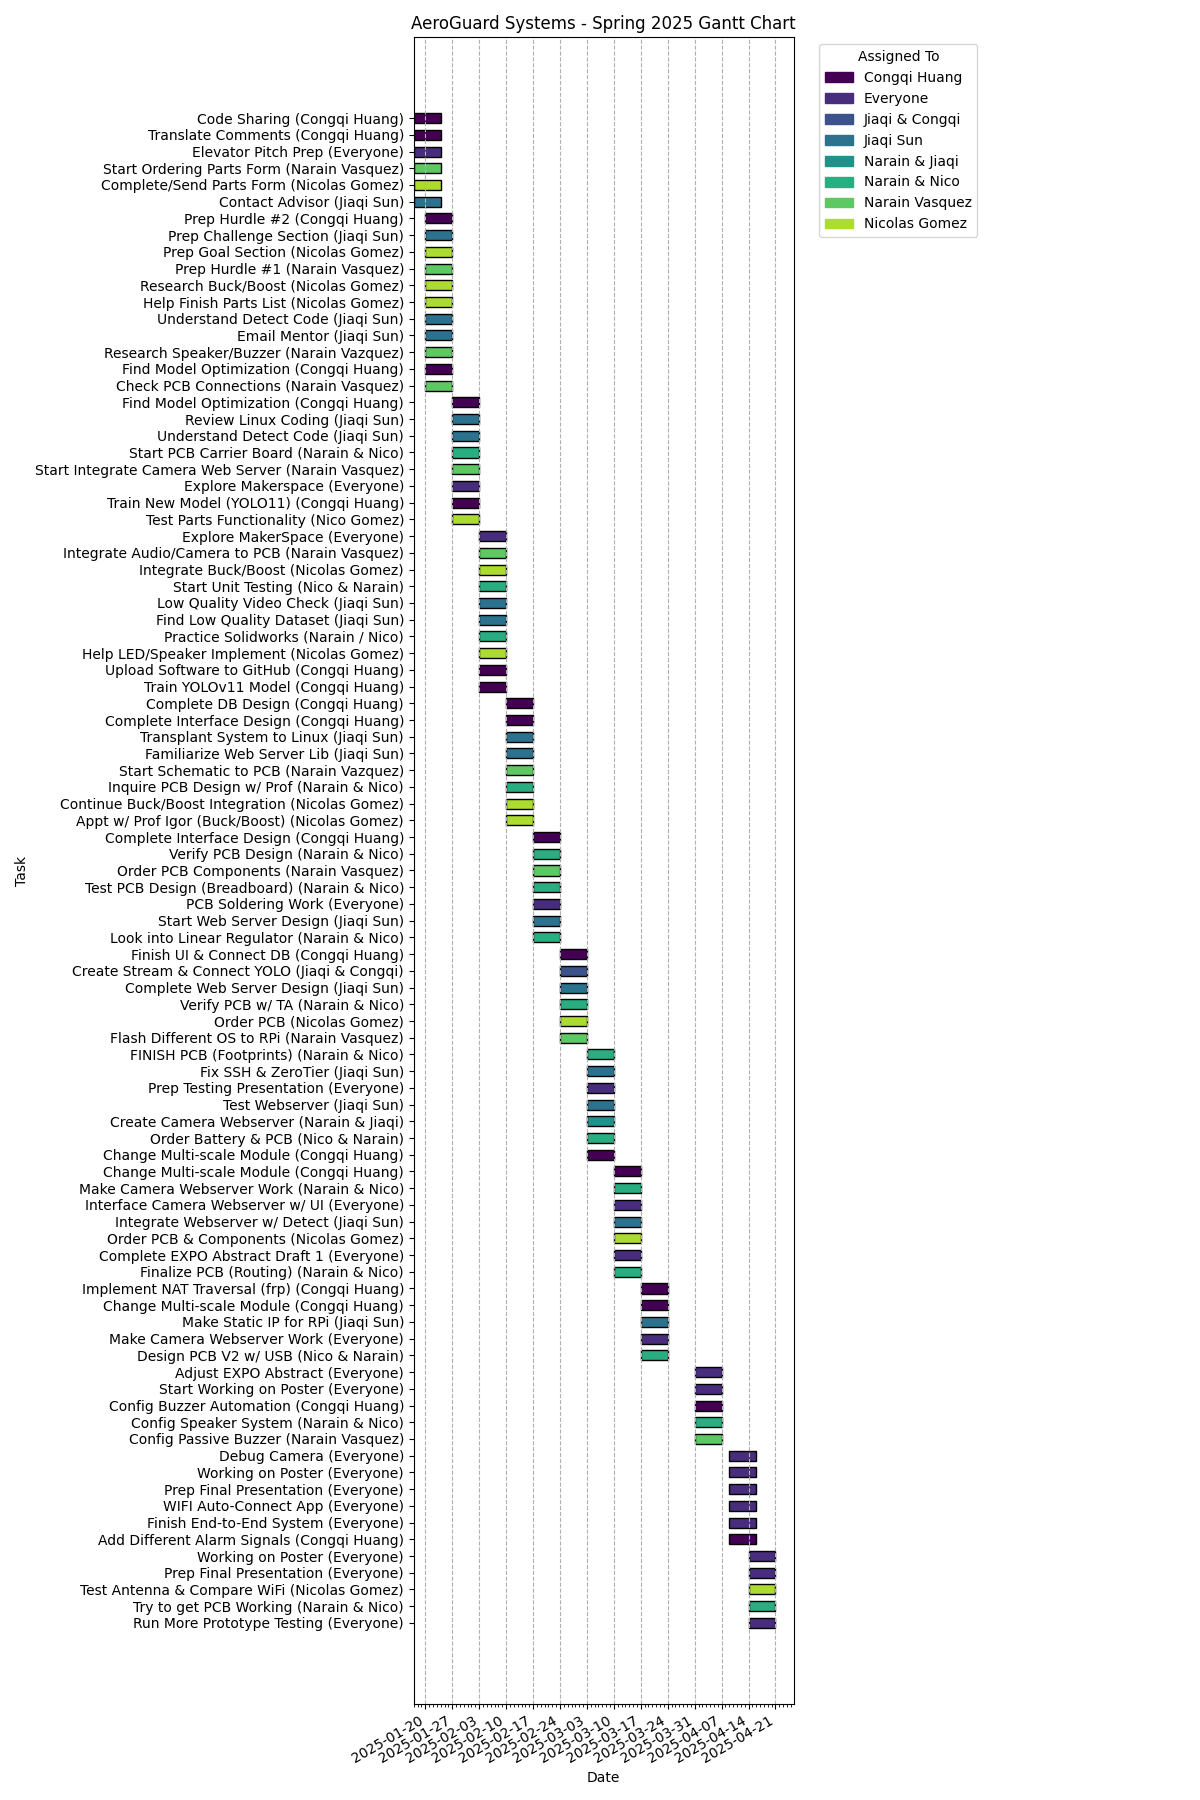 AeroGuard Systems - Spring 2025 Gantt Chart
Assigned To
Congqi Huang
Everyone
Jiaqi & Congqi
Jiaqi Sun
Narain & Jiaqi
Narain & Nico
Narain Vasquez
Nicolas Gomez
Task
Code Sharing (Congqi Huang)
Translate Comments (Congqi Huang)
Elevator Pitch Prep (Everyone)
Start Ordering Parts Form (Narain Vasquez)
Complete/Send Parts Form (Nicolas Gomez)
Contact Advisor (Jiaqi Sun)
Prep Hurdle #2 (Congqi Huang)
Prep Challenge Section (Jiaqi Sun)
Prep Goal Section (Nicolas Gomez)
Prep Hurdle #1 (Narain Vasquez)
Research Buck/Boost (Nicolas Gomez)
Help Finish Parts List (Nicolas Gomez)
Understand Detect Code (Jiaqi Sun)
Email Mentor (Jiaqi Sun)
Research Speaker/Buzzer (Narain Vazquez)
Find Model Optimization (Congqi Huang)
Check PCB Connections (Narain Vasquez)
Find Model Optimization (Congqi Huang)
Review Linux Coding (Jiaqi Sun)
Understand Detect Code (Jiaqi Sun)
Start PCB Carrier Board (Narain & Nico)
Start Integrate Camera Web Server (Narain Vasquez)
Explore Makerspace (Everyone)
Train New Model (YOLO11) (Congqi Huang)
Test Parts Functionality (Nico Gomez)
Explore MakerSpace (Everyone)
Integrate Audio/Camera to PCB (Narain Vasquez)
Integrate Buck/Boost (Nicolas Gomez)
Start Unit Testing (Nico & Narain)
Low Quality Video Check (Jiaqi Sun)
Find Low Quality Dataset (Jiaqi Sun)
Practice Solidworks (Narain / Nico)
Help LED/Speaker Implement (Nicolas Gomez)
Upload Software to GitHub (Congqi Huang)
Train YOLOv11 Model (Congqi Huang)
Complete DB Design (Congqi Huang)
Complete Interface Design (Congqi Huang)
Transplant System to Linux (Jiaqi Sun)
Familiarize Web Server Lib (Jiaqi Sun)
Start Schematic to PCB (Narain Vazquez)
Inquire PCB Design w/ Prof (Narain & Nico)
Continue Buck/Boost Integration (Nicolas Gomez)
Appt w/ Prof Igor (Buck/Boost) (Nicolas Gomez)
Complete Interface Design (Congqi Huang)
Verify PCB Design (Narain & Nico)
Order PCB Components (Narain Vasquez)
Test PCB Design (Breadboard) (Narain & Nico)
PCB Soldering Work (Everyone)
Start Web Server Design (Jiaqi Sun)
Look into Linear Regulator (Narain & Nico)
Finish UI & Connect DB (Congqi Huang)
Create Stream & Connect YOLO (Jiaqi & Congqi)
Complete Web Server Design (Jiaqi Sun)
Verify PCB w/ TA (Narain & Nico)
Order PCB (Nicolas Gomez)
Flash Different OS to RPi (Narain Vasquez)
FINISH PCB (Footprints) (Narain & Nico)
Fix SSH & ZeroTier (Jiaqi Sun)
Prep Testing Presentation (Everyone)
Test Webserver (Jiaqi Sun)
Create Camera Webserver (Narain & Jiaqi)
Order Battery & PCB (Nico & Narain)
Change Multi-scale Module (Congqi Huang)
Change Multi-scale Module (Congqi Huang)
Make Camera Webserver Work (Narain & Nico)
Interface Camera Webserver w/ UI (Everyone)
Integrate Webserver w/ Detect (Jiaqi Sun)
Order PCB & Components (Nicolas Gomez)
Complete EXPO Abstract Draft 1 (Everyone)
Finalize PCB (Routing) (Narain & Nico)
Implement NAT Traversal (frp) (Congqi Huang)
Change Multi-scale Module (Congqi Huang)
Make Static IP for RPi (Jiaqi Sun)
Make Camera Webserver Work (Everyone)
Design PCB V2 w/ USB (Nico & Narain)
Adjust EXPO Abstract (Everyone)
Start Working on Poster (Everyone)
Config Buzzer Automation (Congqi Huang)
Config Speaker System (Narain & Nico)
Config Passive Buzzer (Narain Vasquez)
Debug Camera (Everyone)
Working on Poster (Everyone)
Prep Final Presentation (Everyone)
WIFI Auto-Connect App (Everyone)
Finish End-to-End System (Everyone)
Add Different Alarm Signals (Congqi Huang)
Working on Poster (Everyone)
Prep Final Presentation (Everyone)
Test Antenna & Compare WiFi (Nicolas Gomez)
Try to get PCB Working (Narain & Nico)
Run More Prototype Testing (Everyone)
2025-01-20
2025-01-27
2025-02-03
2025-02-10
2025-02-17
2025-02-24
2025-03-03
2025-03-10
2025-03-17
2025-03-24
2025-03-31
2025-04-07
2025-04-14
2025-04-21
Date